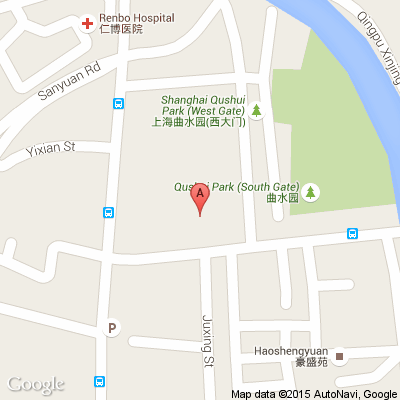 Renbo Hospital
仁博医院
Qingpu Xinjing
Sanyuan Rd
Shanghai Qushui
Park (West Gate)
上海曲水园(西大门)
Yixian St
A
Park (South Gate)
曲水园
P
Juxing St
Haoshengyuan
豪盛苑
Google
©2015 AutoNavi, Google